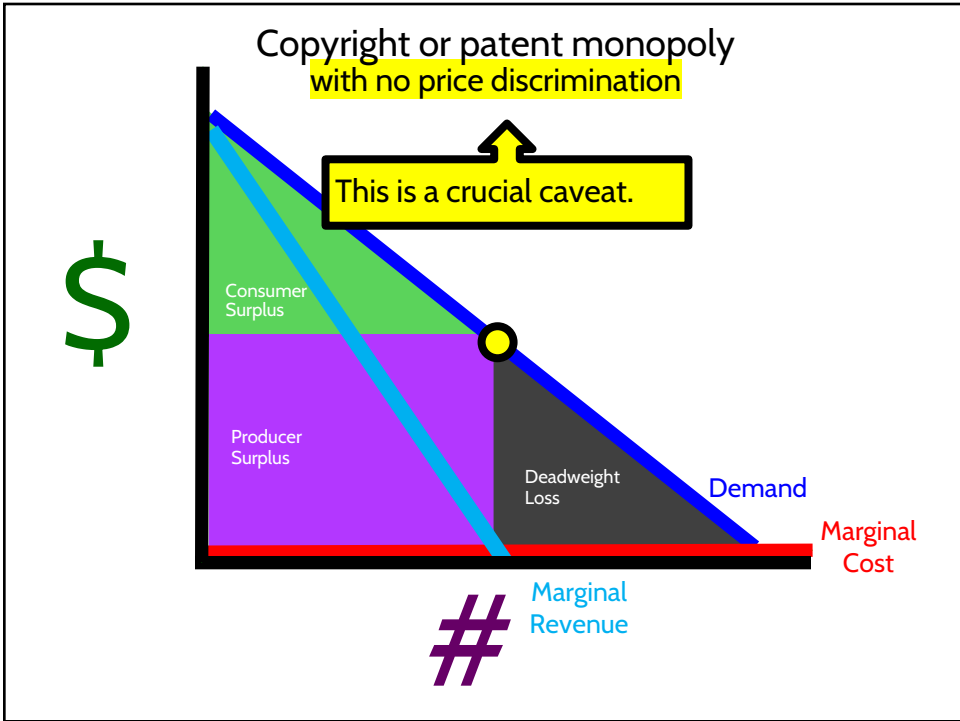 Copyright or patent monopoly
with no price discrimination
This is a crucial caveat.
$
Consumer
Surplus
Producer
Surplus
Deadweight
Loss
Demand
Marginal
Cost
Marginal
Revenue
#